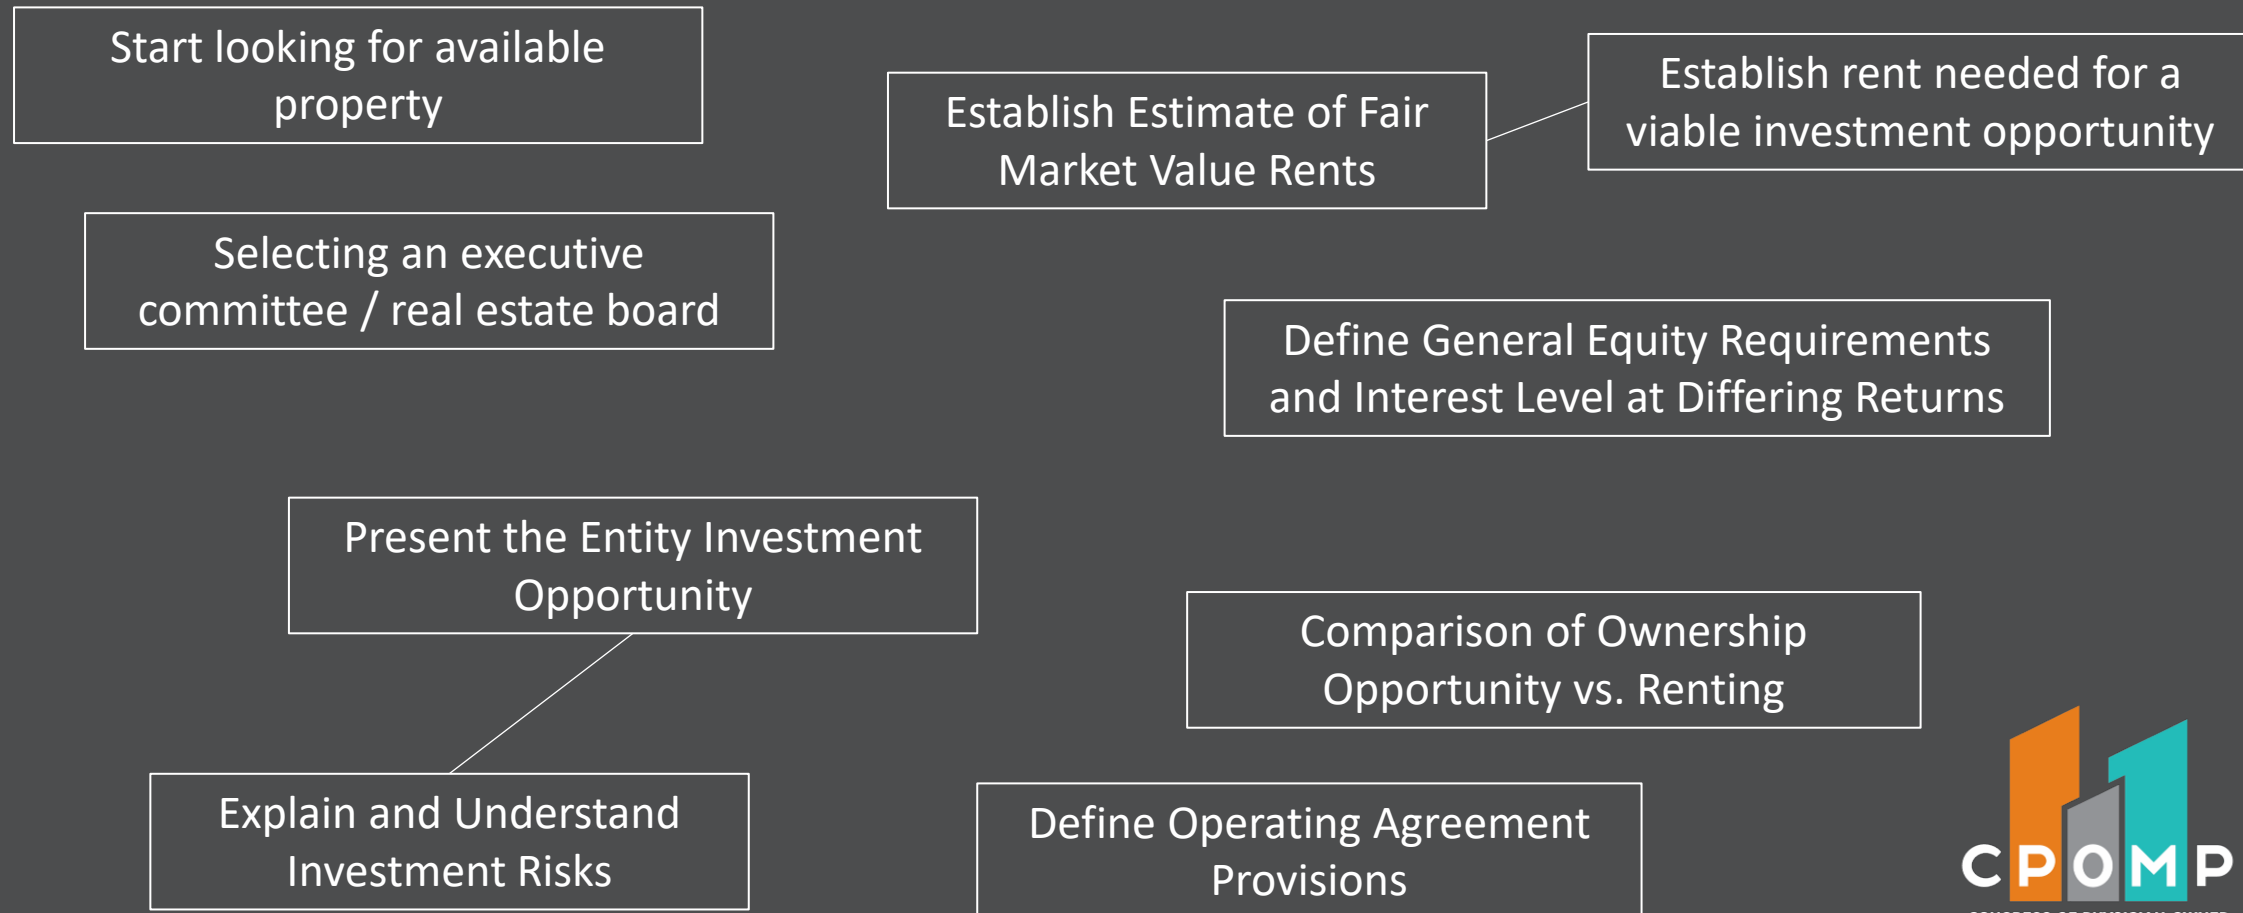 Start looking for available
property
Establish Estimate of Fair
Market Value Rents
Establish rent needed for a
viable investment opportunity
Selecting an executive
committee / real estate board
Define General Equity Requirements
and Interest Level at Differing Returns
Present the Entity Investment
Opportunity
Comparison of Ownership
Opportunity vs. Renting
Explain and Understand
Investment Risks
Define Operating Agreement
Provisions
CPOMP